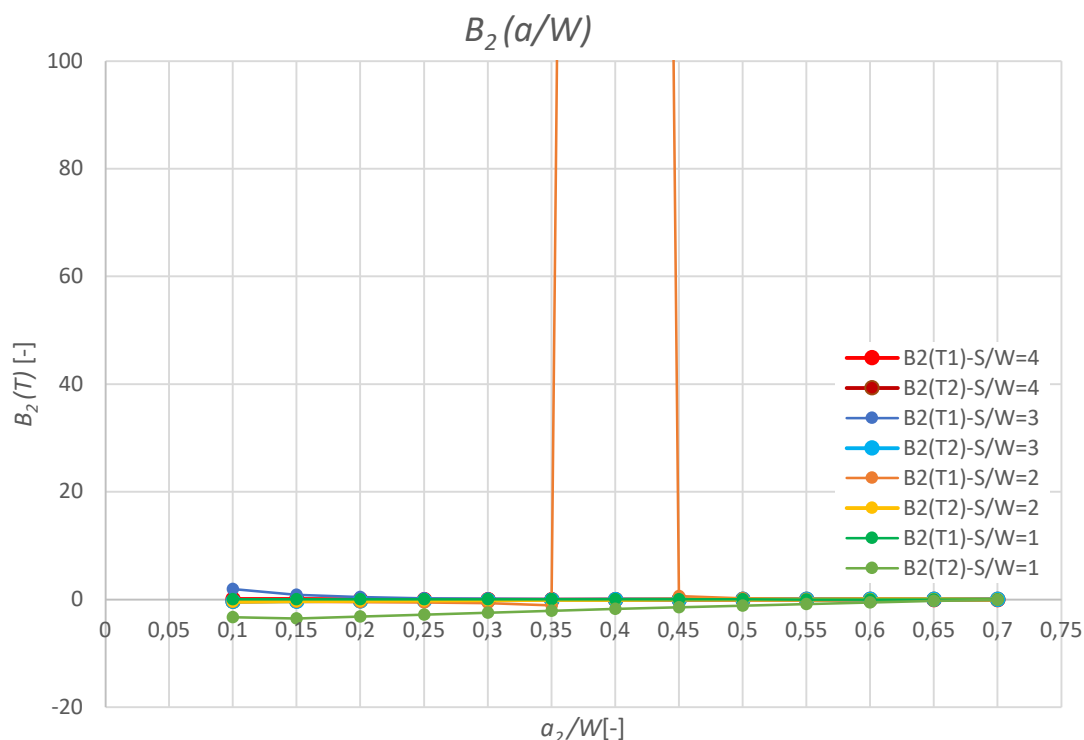 B2 (a/W)
100
80
60
40
20
0
-20
B2(T) [-]
0 0,05 0,1 0,15 0,2 0,25 0,3 0,35 0,4 0,45 0,5 0,55 0,6 0,65 0,7 0,75
a2/W[-]
B2(T1)-S/W=4
B2(T2)-S/W=4
B2(T1)-S/W=3
B2(T2)-S/W=3
B2(T1)-S/W=2
B2(T2)-S/W=2
B2(T1)-S/W=1
B2(T2)-S/W=1